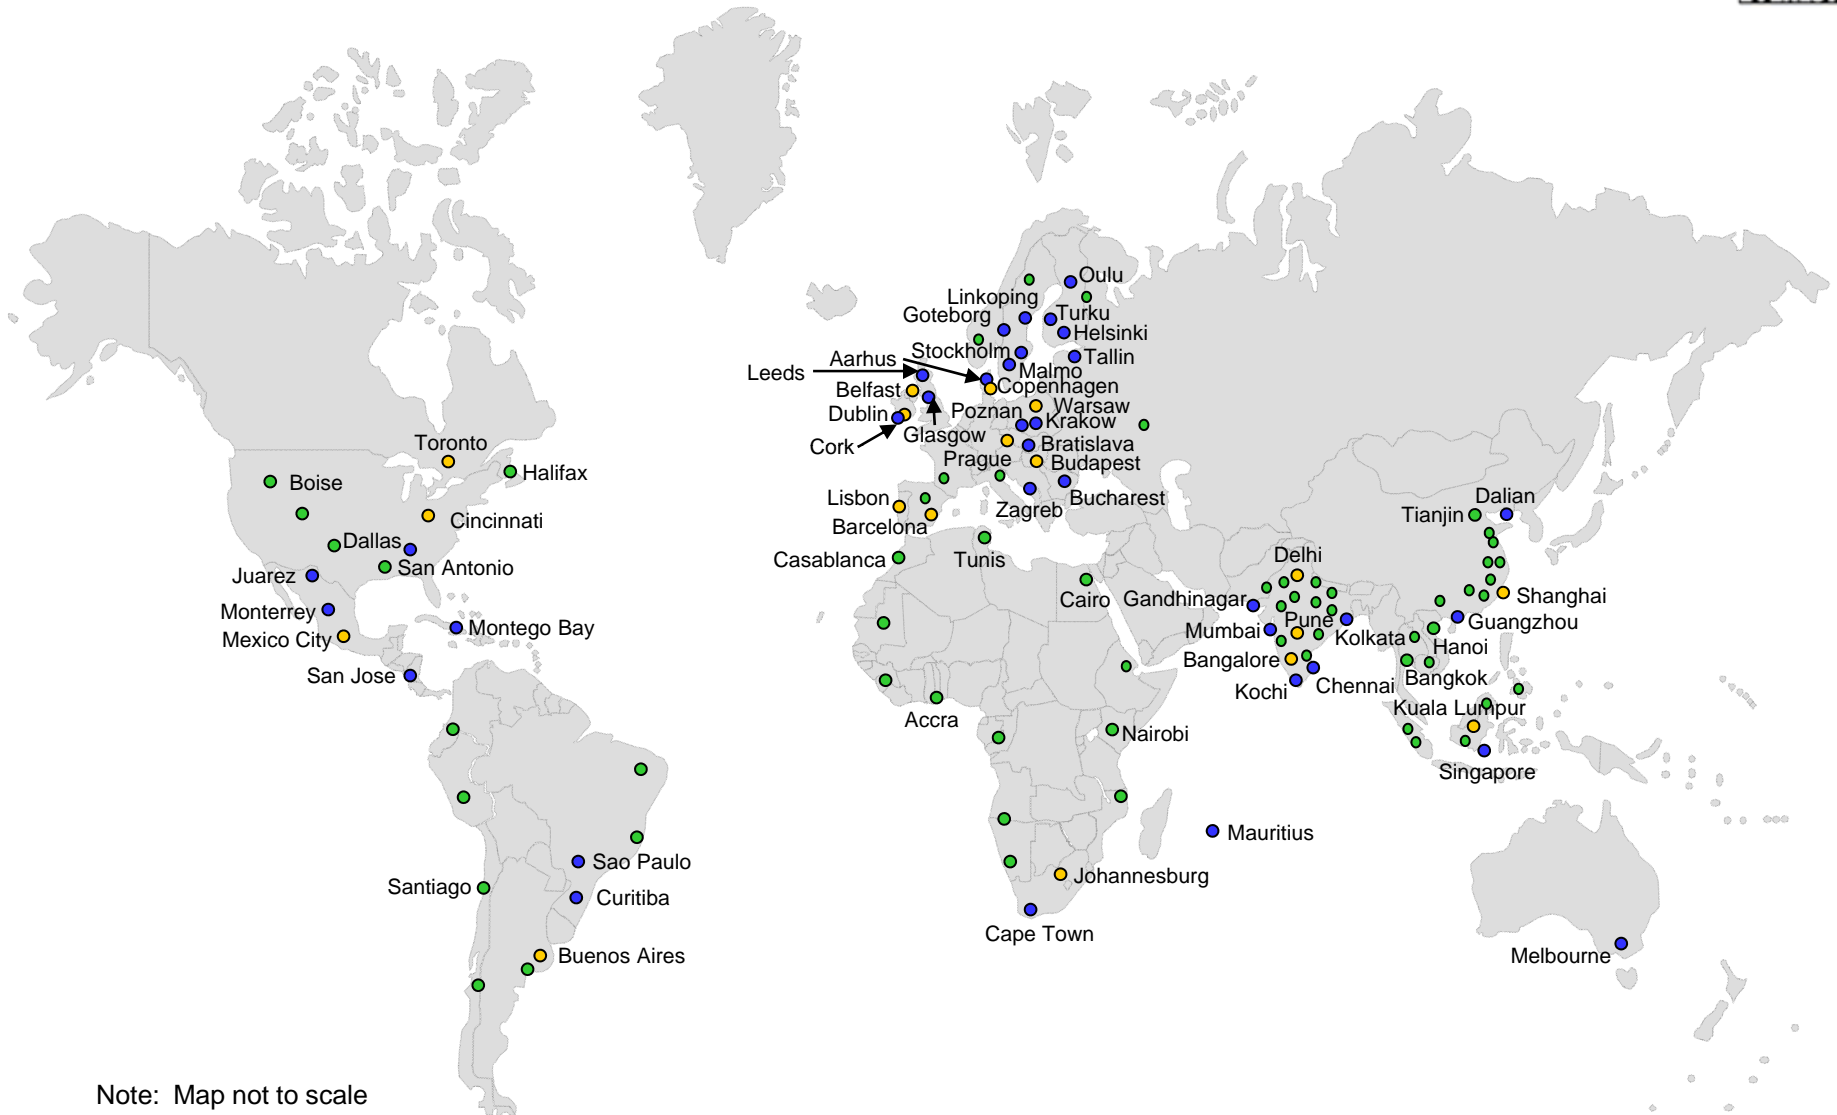 Oulu
Linkoping
Goteborg
Turku
Helsinki
Stockholm
Aarhus
Tallin
Leeds
Malmo
Copenhagen
Belfast
Warsaw
Dublin
Poznan
Krakow
Glasgow
Cork
Bratislava
Toronto
Prague
Budapest
Halifax
Boise
Lisbon
Bucharest
Dalian
Zagreb
Tianjin
Cincinnati
Barcelona
Dallas
Casablanca
Tunis
Delhi
San Antonio
Juarez
Cairo
Gandhinagar
Shanghai
Monterrey
Pune
Guangzhou
Montego Bay
Mumbai
Kolkata
Mexico City
Hanoi
Bangalore
San Jose
Bangkok
Kochi
Chennai
Kuala Lumpur
Accra
Nairobi
Singapore
Mauritius
Sao Paulo
Johannesburg
Santiago
Curitiba
Cape Town
Buenos Aires
Melbourne
Note: Map not to scale